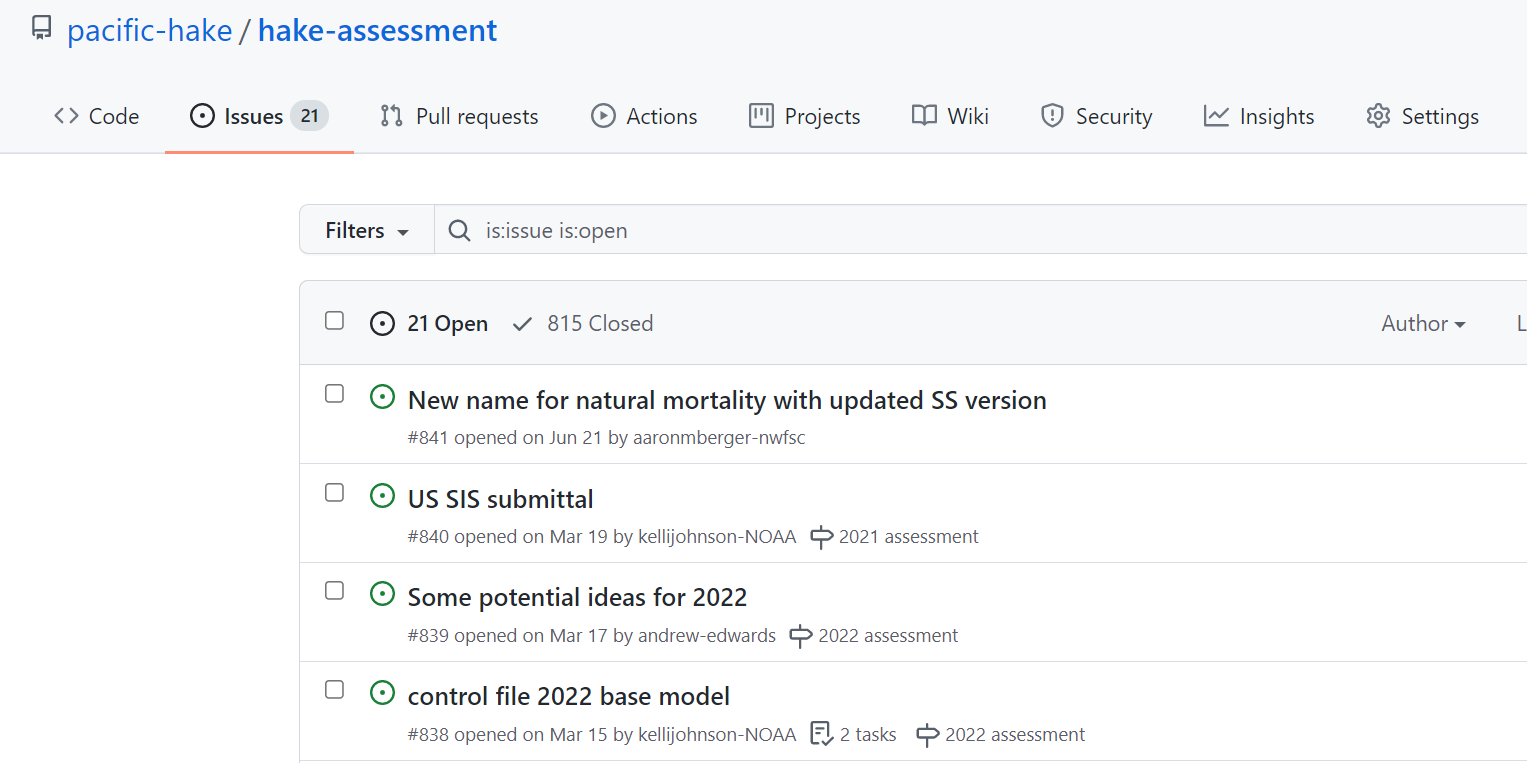 pacific-hake / hake-assessment
Code Issues 21 Pull requests Actions Projects Wiki Security Insights Settings
Filters is:issue is:open
21 Open 815 Closed Author L
New name for natural mortality with updated SS version
#841 opened on Jun 21 by aaronmberger-nwfsc
US SIS submittal
#840 opened on Mar 19 by kellijohnson-NOAA 2021 assessment
Some potential ideas for 2022
#839 opened on Mar 17 by andrew-edwards 2022 assessment
control file 2022 base model
#838 opened on Mar 15 by kellijohnson-NOAA 2 tasks 2022 assessment